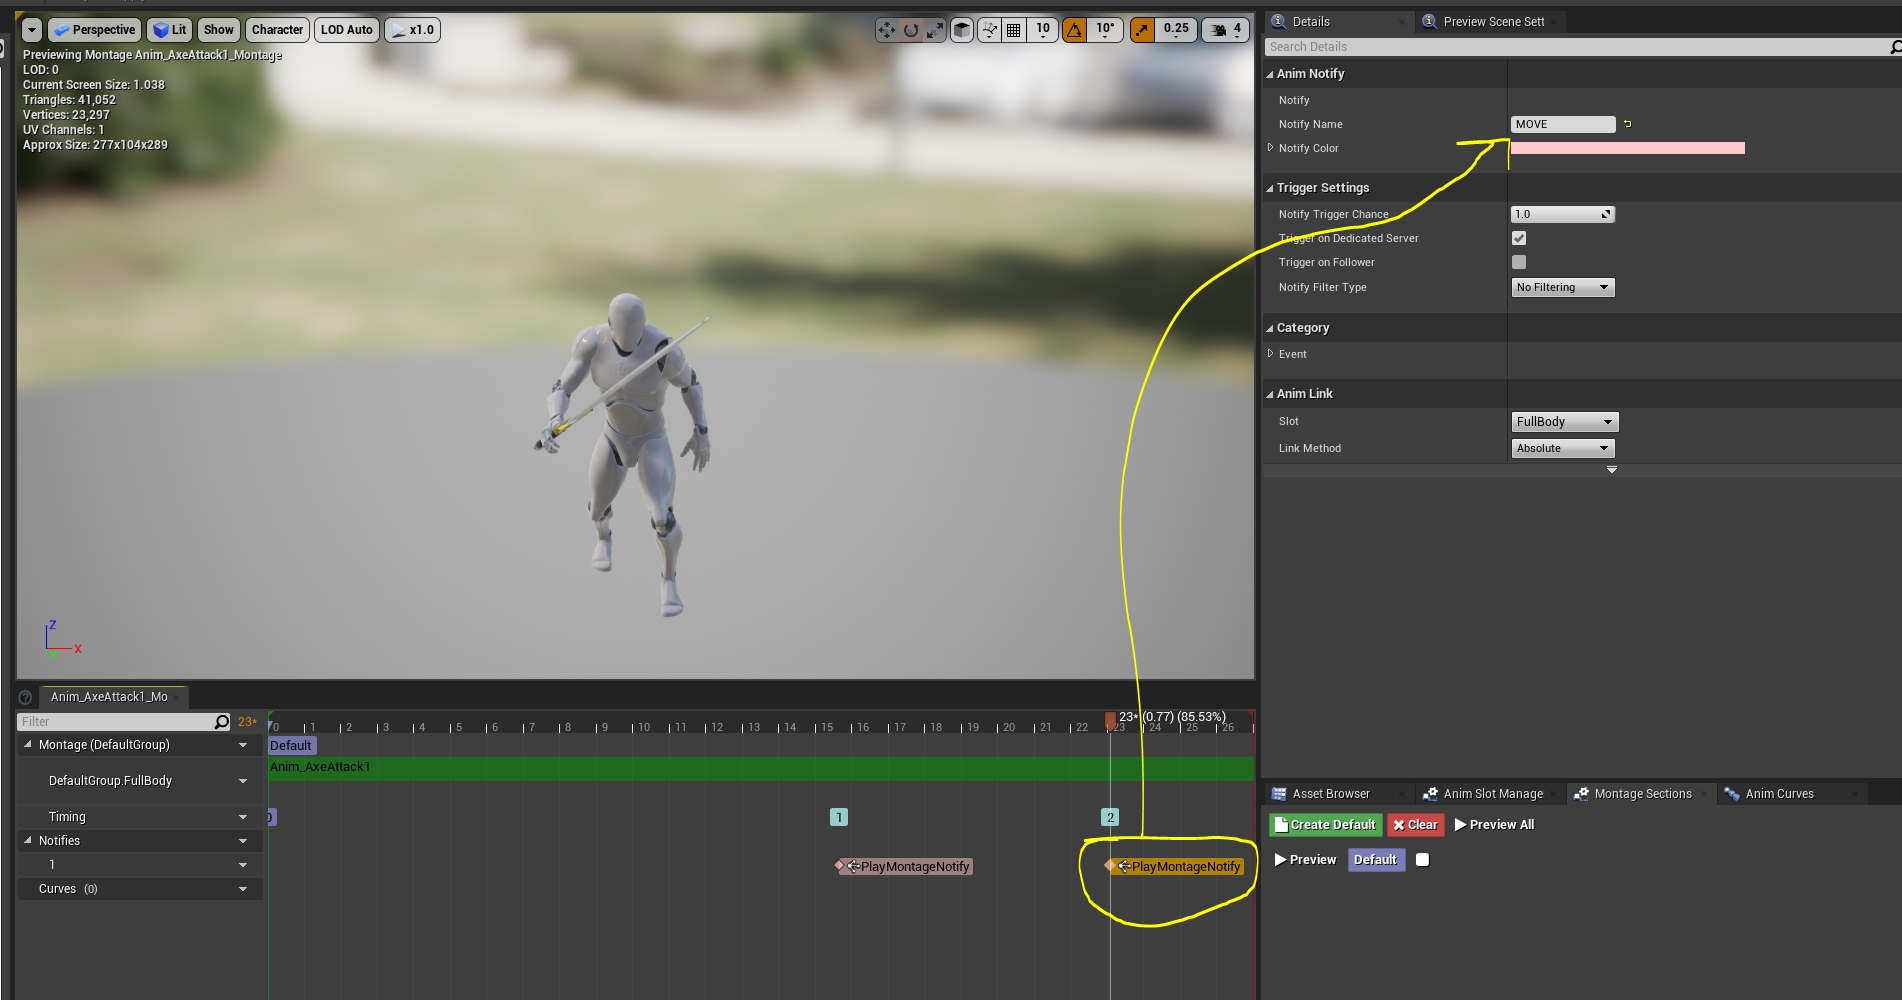 Perspective Lit Show Character LOD Auto x1.0 10 10° 0.25 4
Previewing Montage Anim_AxeAttack1_Montage
LOD: 0
Current Screen Size: 1.038
Triangles: 41,052
Vertices: 23,297
UV Channels: 1
Approx Size: 277x104x289
Z
X
Details Preview Scene Sett
Search Details
Anim Notify
Notify
Notify Name MOVE
Notify Color
Trigger Settings
Notify Trigger Chance 1.0
Trigger on Dedicated Server
Trigger on Follower
Notify Filter Type No Filtering
Category
Event
Anim Link
Slot FullBody
Link Method Absolute
Anim_AxeAttack1_Mo
Filter 23*
0 1 2 3 4 5 6 7 8 9 10 11 12 13 14 15 16 17 18 19 20 21 22 23 24 25 26
23* (0.77) (85.53%)
Montage (DefaultGroup) Default
Anim_AxeAttack1
DefaultGroup.FullBody
Timing 0 1 2
Notifies
1 PlayMontageNotify PlayMontageNotify
Curves (0)
Asset Browser Anim Slot Manage Montage Sections Anim Curves
Create Default Clear Preview All
Preview Default